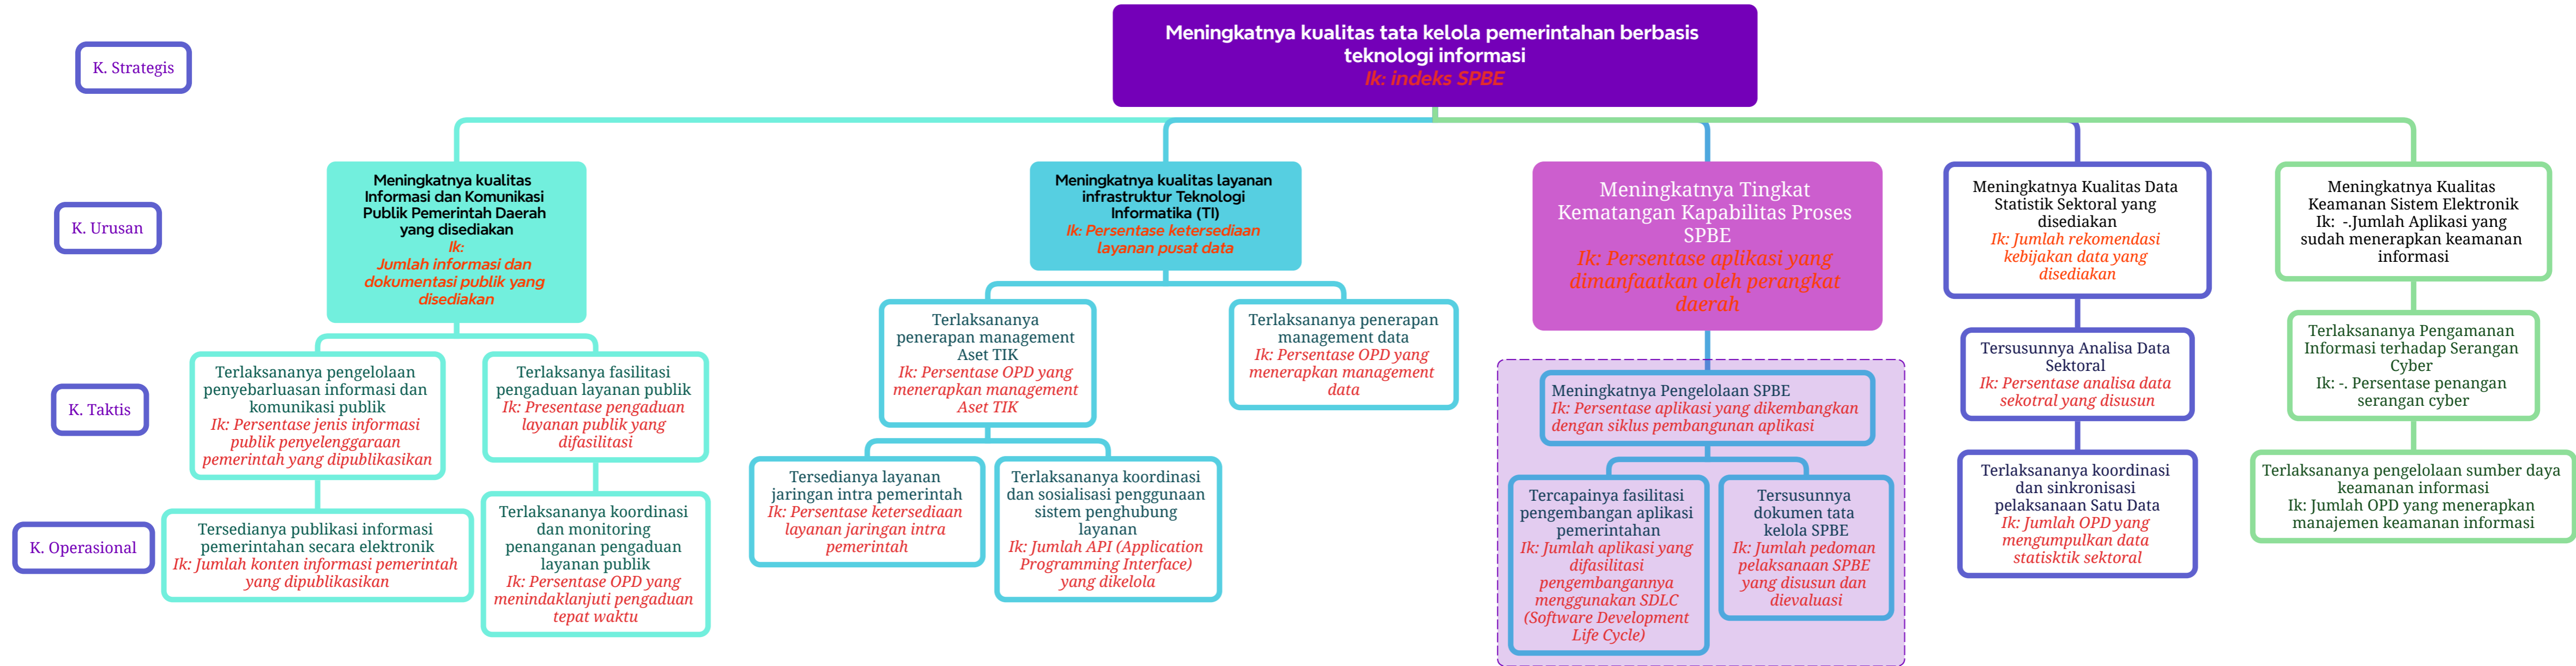 Meningkatnya kualitas tata kelola pemerintahan berbasis
teknologi informasi
Ik: indeks SPBE
K. Strategis
K. Urusan
Meningkatnya kualitas
Informasi dan Komunikasi
Publik Pemerintah Daerah
yang disediakan
Ik:
Jumlah informasi dan
dokumentasi publik yang
disediakan
Meningkatnya kualitas layanan
infrastruktur Teknologi
Informatika (TI)
Ik: Persentase ketersediaan
layanan pusat data
Meningkatnya Tingkat
Kematangan Kapabilitas Proses
SPBE
Ik: Persentase aplikasi yang
dimanfaatkan oleh perangkat
daerah
Meningkatnya Kualitas Data
Statistik Sektoral yang
disediakan
Ik: Jumlah rekomendasi
kebijakan data yang
disediakan
Meningkatnya Kualitas
Keamanan Sistem Elektronik
Ik:  -.Jumlah Aplikasi yang
sudah menerapkan keamanan
informasi
K. Taktis
Terlaksananya pengelolaan
penyebarluasan informasi dan
komunikasi publik
Ik: Persentase jenis informasi
publik penyelenggaraan
pemerintah yang dipublikasikan
Terlaksanya fasilitasi
pengaduan layanan publik
Ik: Presentase pengaduan
layanan publik yang
difasilitasi
Terlaksananya
penerapan management
Aset TIK
Ik: Persentase OPD yang
menerapkan management
Aset TIK
Terlaksananya penerapan
management data
Ik: Persentase OPD yang
menerapkan management
data
Meningkatnya Pengelolaan SPBE
Ik: Persentase aplikasi yang dikembangkan
dengan siklus pembangunan aplikasi
Tersusunnya Analisa Data
Sektoral
Ik: Persentase analisa data
sekotral yang disusun
Terlaksananya Pengamanan
Informasi terhadap Serangan
Cyber
Ik: -. Persentase penangan
serangan cyber
K. Operasional
Tersedianya publikasi informasi
pemerintahan secara elektronik
Ik: Jumlah konten informasi pemerintah
yang dipublikasikan
Terlaksananya koordinasi
dan monitoring
penanganan pengaduan
layanan publik
Ik: Persentase OPD yang
menindaklanjuti pengaduan
tepat waktu
Tersedianya layanan
jaringan intra pemerintah
Ik: Persentase ketersediaan
layanan jaringan intra
pemerintah
Terlaksananya koordinasi
dan sosialisasi penggunaan
sistem penghubung
layanan
Ik: Jumlah API (Application
Programming Interface)
yang dikelola
Tercapainya fasilitasi
pengembangan aplikasi
pemerintahan
Ik: Jumlah aplikasi yang
difasilitasi
pengembangannya
menggunakan SDLC
(Software Development
Life Cycle)
Tersusunnya
dokumen tata
kelola SPBE
Ik: Jumlah pedoman
pelaksanaan SPBE
yang disusun dan
dievaluasi
Terlaksananya koordinasi
dan sinkronisasi
pelaksanaan Satu Data
Ik: Jumlah OPD yang
mengumpulkan data
statisktik sektoral
Terlaksananya pengelolaan sumber daya
keamanan informasi
Ik: Jumlah OPD yang menerapkan
manajemen keamanan informasi